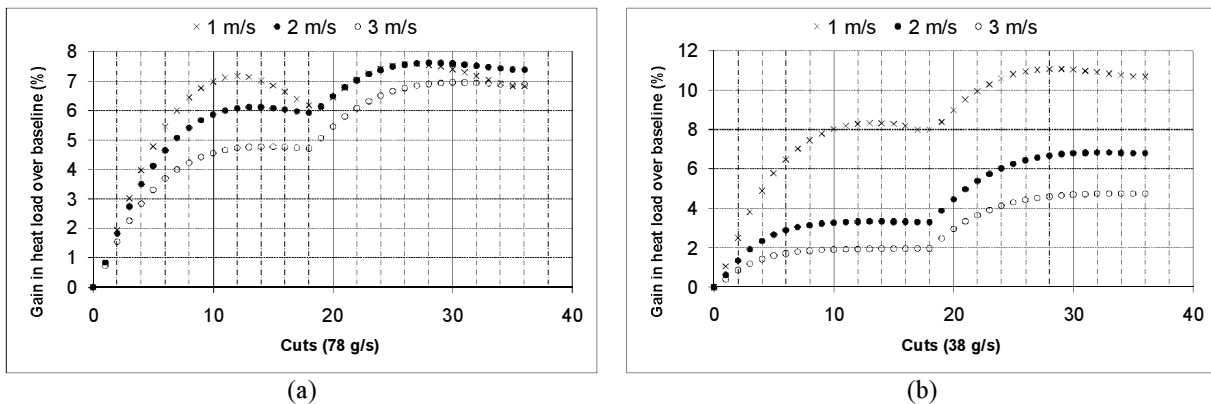 × 1 m/s ● 2 m/s ○ 3 m/s
Gain in heat load over baseline (%)
8
7
6
5
4
3
2
1
0
0 10 20 30 40
Cuts (78 g/s)
(a)
× 1 m/s ● 2 m/s ○ 3 m/s
Gain in heat load over baseline (%)
12
10
8
6
4
2
0
0 10 20 30 40
Cuts (38 g/s)
(b)